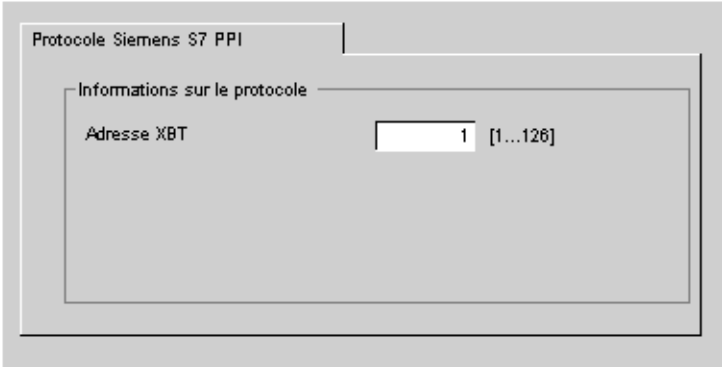 Protocole Siemens S7 PPI
Informations sur le protocole
Adresse XBT 1 [1...126]